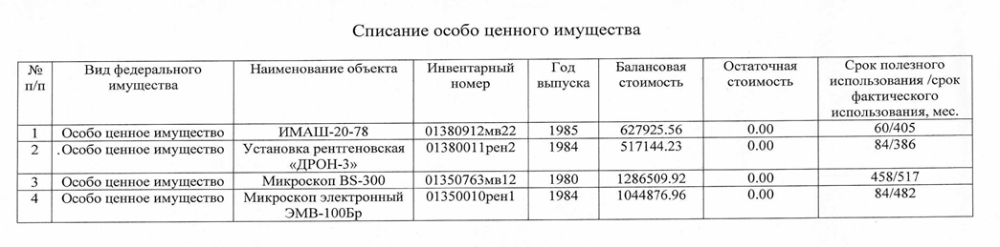 Списание особо ценного имущества
№ п/п | Вид федерального имущества | Наименование объекта | Инвентарный номер | Год выпуска | Балансовая стоимость | Остаточная стоимость | Срок полезного использования /срок фактического использования, мес.
1 | Особо ценное имущество | ИМАШ-20-78 | 01380912мв22 | 1985 | 627925.56 | 0.00 | 60/405
2 | .Особо ценное имущество | Установка рентгеновская «ДРОН-3» | 01380011рен2 | 1984 | 517144.23 | 0.00 | 84/386
3 | Особо ценное имущество | Микроскоп BS-300 | 01350763мв12 | 1980 | 1286509.92 | 0.00 | 458/517
4 | Особо ценное имущество | Микроскоп электронный ЭМВ-100Бр | 01350010рен1 | 1984 | 1044876.96 | 0.00 | 84/482